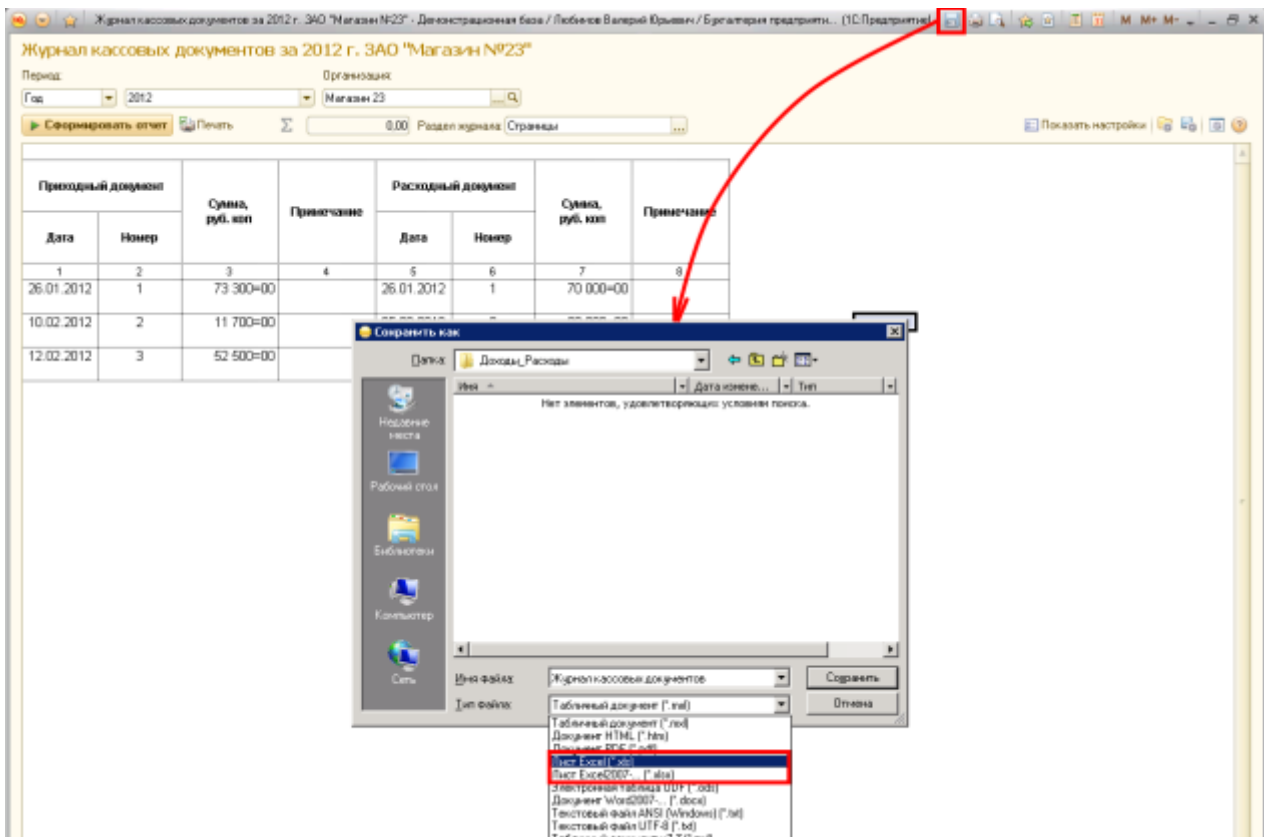 Журнал кассовых документов за 2012 г. ЗАО "Магазин №23" - Демонстрационная база / Любимов Валерий Юрьевич / Бухгалтерия предприяти... (1С:Предприятие)
M M+ M-
Журнал кассовых документов за 2012 г. ЗАО "Магазин №23"
Период: Организация:
Год 2012 Магазин 23 ...
Сформировать отчет Печать Σ 0,00 Раздел журнала: Страницы ... Показать настройки
Приходный документ Сумма, руб. коп Примечание Расходный документ Сумма, руб. коп Примечание
Дата Номер Дата Номер
1 2 3 4 5 6 7 8
26.01.2012 1 73 300=00 26.01.2012 1 70 000=00
10.02.2012 2 11 700=00
12.02.2012 3 52 500=00
Сохранить как
Папка: Доходы_Расходы
Имя Дата измене... Тип
Нет элементов, удовлетворяющих условиям поиска.
Недавние места
Рабочий стол
Библиотеки
Компьютер
Сеть
Имя файла: Журнал кассовых документов Сохранить
Тип файла: Табличный документ (*.mxl) Отмена
Табличный документ (*.mxl)
Документ HTML (*.htm)
Документ PDF (*.pdf)
Лист Excel (*.xls)
Лист Excel2007-... (*.xlsx)
Электронная таблица ODF (*.ods)
Документ Word2007-... (*.docx)
Текстовый файл ANSI (Windows) (*.txt)
Текстовый файл UTF-8 (*.txt)